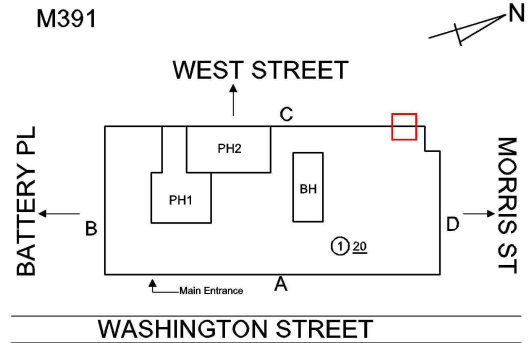 M391
N
WEST STREET
C
PH2
BATTERY PL
PH1
BH
MORRIS ST
B
D
1 20
Main Entrance
A
WASHINGTON STREET